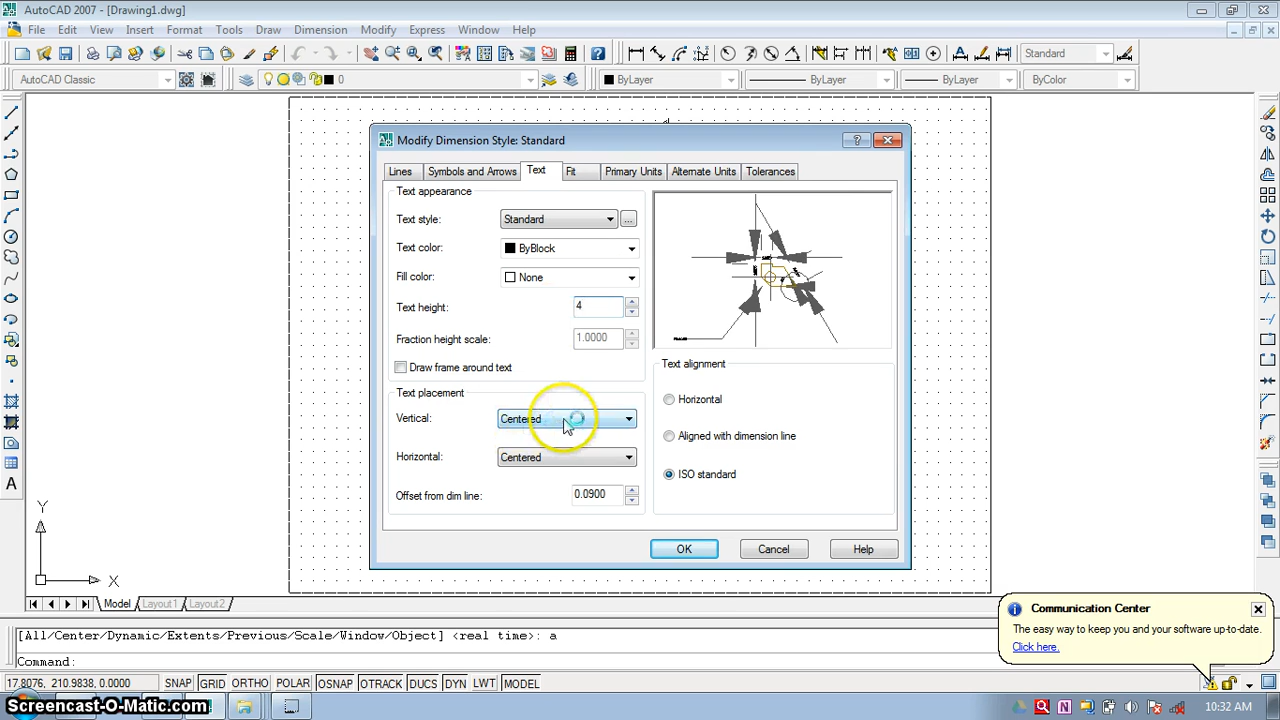 AutoCAD 2007 - [Drawing1.dwg]
File Edit View Insert Format Tools Draw Dimension Modify Express Window Help
Standard
AutoCAD Classic 0 ByLayer ByLayer ByLayer ByColor
Modify Dimension Style: Standard
Lines Symbols and Arrows Text Fit Primary Units Alternate Units Tolerances
Text appearance
Text style: Standard ...
Text color: ByBlock
Fill color: None
Text height: 4
Fraction height scale: 1.0000
Draw frame around text
Text placement
Vertical: Centered
Horizontal: Centered
Offset from dim line: 0.0900
Text alignment
Horizontal
Aligned with dimension line
ISO standard
OK Cancel Help
Y
X
Model Layout1 Layout2
Communication Center
The easy way to keep you and your software up-to-date.
Click here.
[All/Center/Dynamic/Extents/Previous/Scale/Window/Object] <real time>: a
Command:
17.8076, 210.9838, 0.0000 SNAP GRID ORTHO POLAR OSNAP OTRACK DUCS DYN LWT MODEL
Screencast-O-Matic.com
10:32 AM